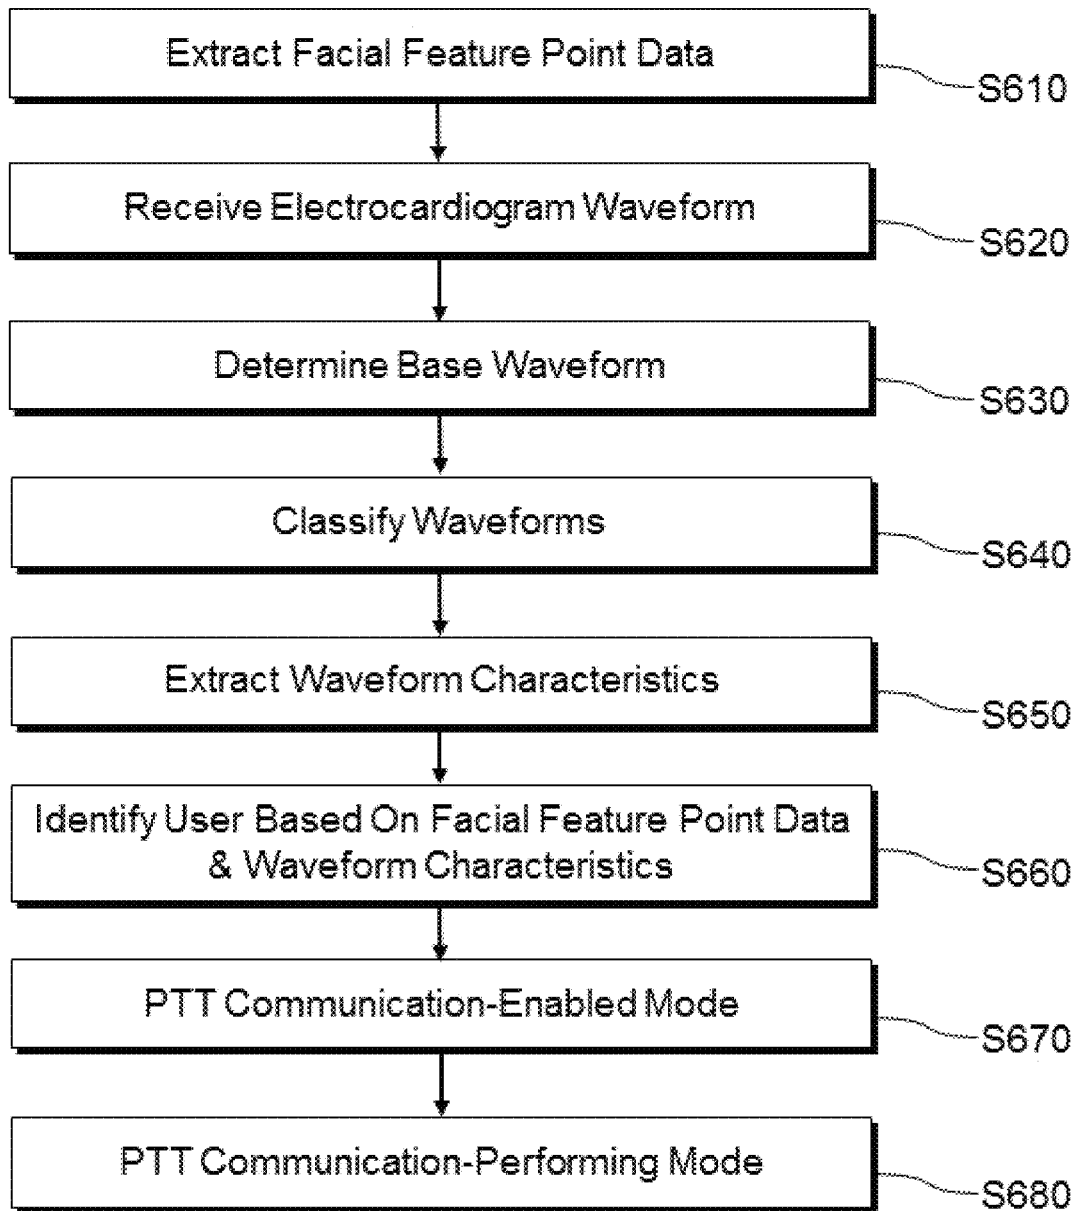 Extract Facial Feature Point Data
S610
Receive Electrocardiogram Waveform
S620
Determine Base Waveform
S630
Classify Waveforms
S640
Extract Waveform Characteristics
S650
Identify User Based On Facial Feature Point Data
& Waveform Characteristics
S660
PTT Communication-Enabled Mode
S670
PTT Communication-Performing Mode
S680